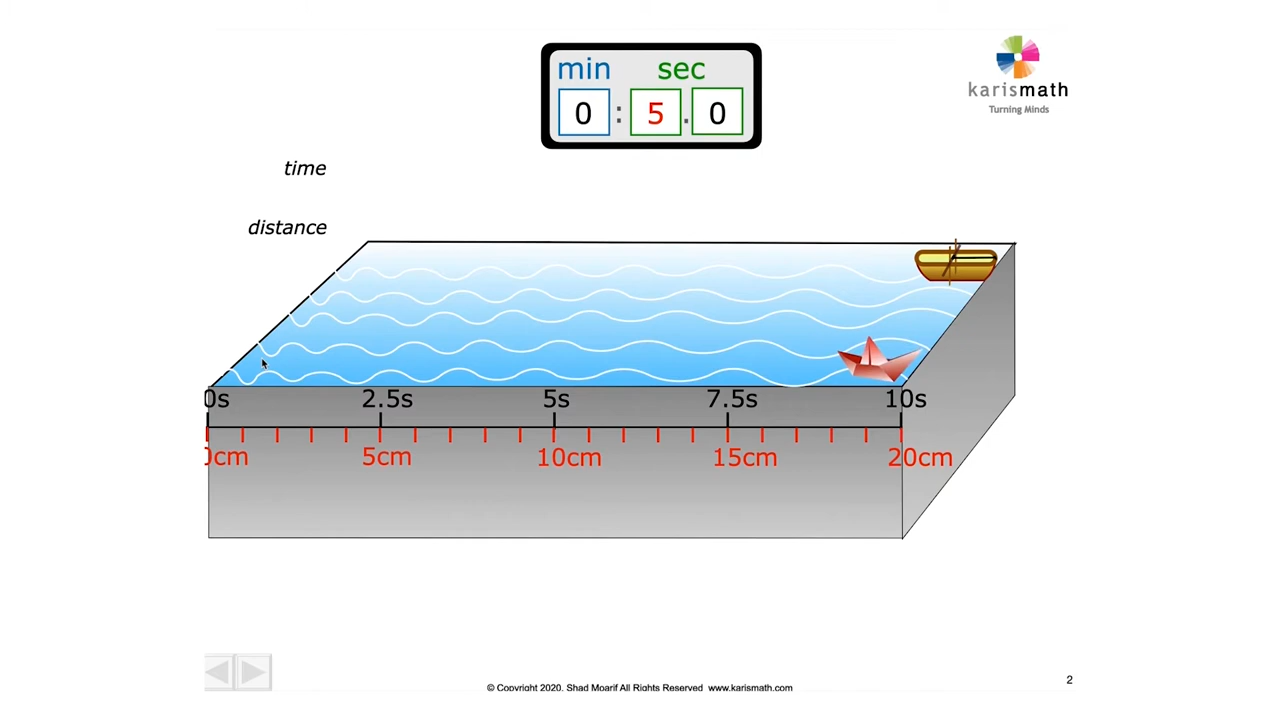 min sec
0 : 5 . 0
karismath
Turning Minds
time
distance
0s 2.5s 5s 7.5s 10s
0cm 5cm 10cm 15cm 20cm
2
© Copyright 2020, Shad Moarif All Rights Reserved www.karismath.com